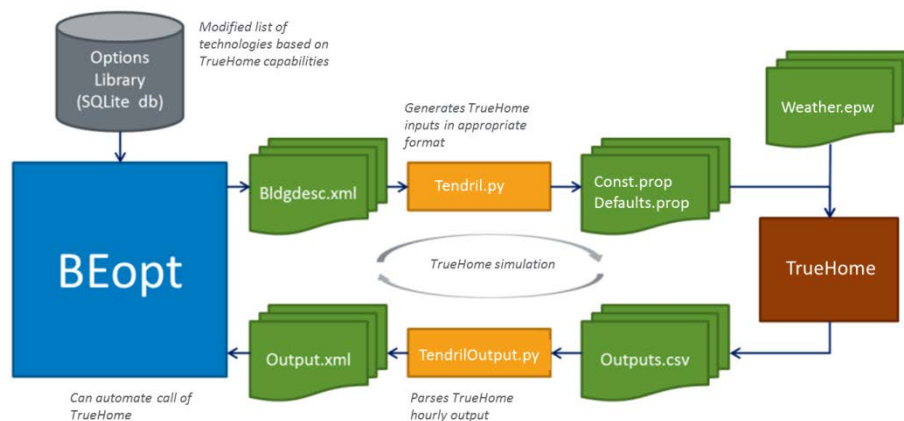 Modified list of
technologies based on
TrueHome capabilities
Options
Library
(SQLite db)
Generates TrueHome
inputs in appropriate
format
Weather.epw
Bldgdesc.xml
Tendril.py
Const.prop
Defaults.prop
BEopt
TrueHome simulation
TrueHome
Output.xml
TendrilOutput.py
Outputs.csv
Can automate call of
TrueHome
Parses TrueHome
hourly output